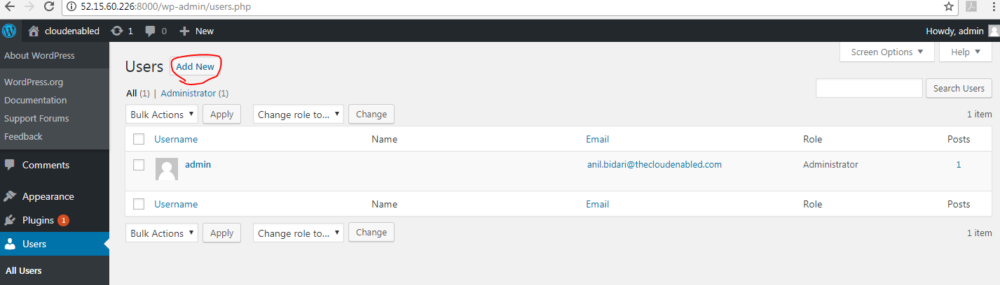 52.15.60.226:8000/wp-admin/users.php
cloudenabled 1 0 New Howdy, admin
About WordPress
WordPress.org
Documentation
Support Forums
Feedback
Comments
Appearance
Plugins 1
Users
All Users
Screen Options Help
Users Add New
All (1) | Administrator (1)
Search Users
Bulk Actions Apply Change role to... Change 1 item
Username Name Email Role Posts
admin anil.bidari@thecloudenabled.com Administrator 1
Username Name Email Role Posts
Bulk Actions Apply Change role to... Change 1 item